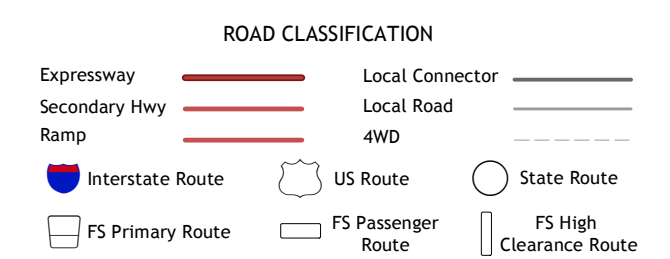 ROAD CLASSIFICATION
Expressway
Local Connector
Secondary Hwy
Local Road
Ramp
4WD
Interstate Route
US Route
State Route
FS Primary Route
FS Passenger
Route
FS High
Clearance Route